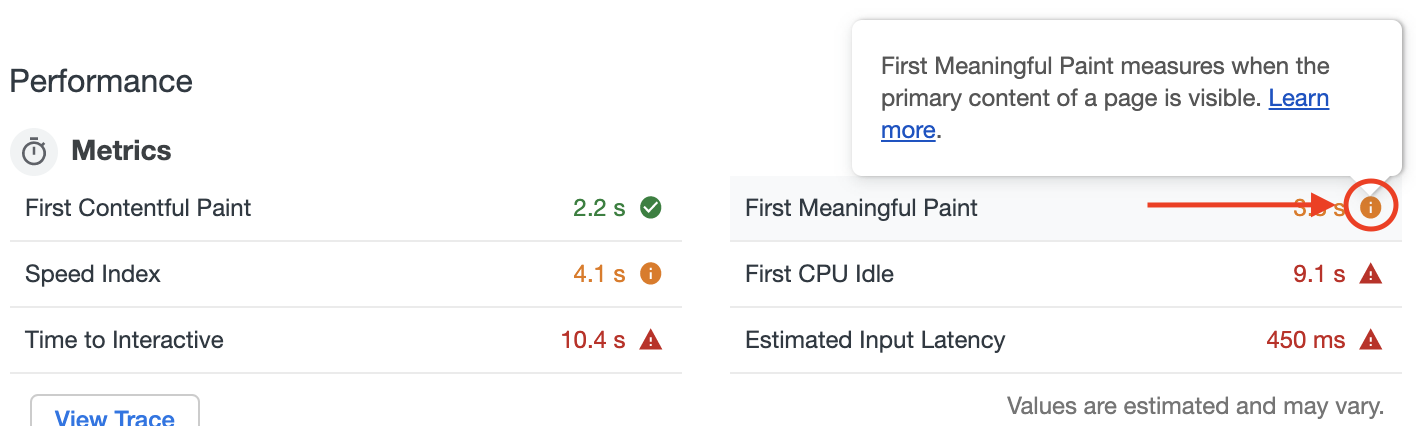 First Meaningful Paint measures when the
primary content of a page is visible. Learn
more.
Performance
Metrics
First Contentful Paint 2.2 s
First Meaningful Paint
Speed Index 4.1 s
First CPU Idle 9.1 s
Time to Interactive 10.4 s
Estimated Input Latency 450 ms
View Trace
Values are estimated and may vary.